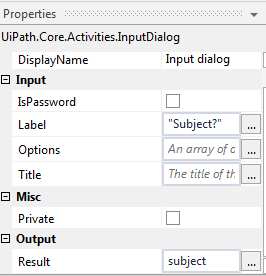 Properties
UiPath.Core.Activities.InputDialog
DisplayName Input dialog
Input
IsPassword
Label "Subject?" ...
Options An array of o ...
Title The title of th ...
Misc
Private
Output
Result subject ...